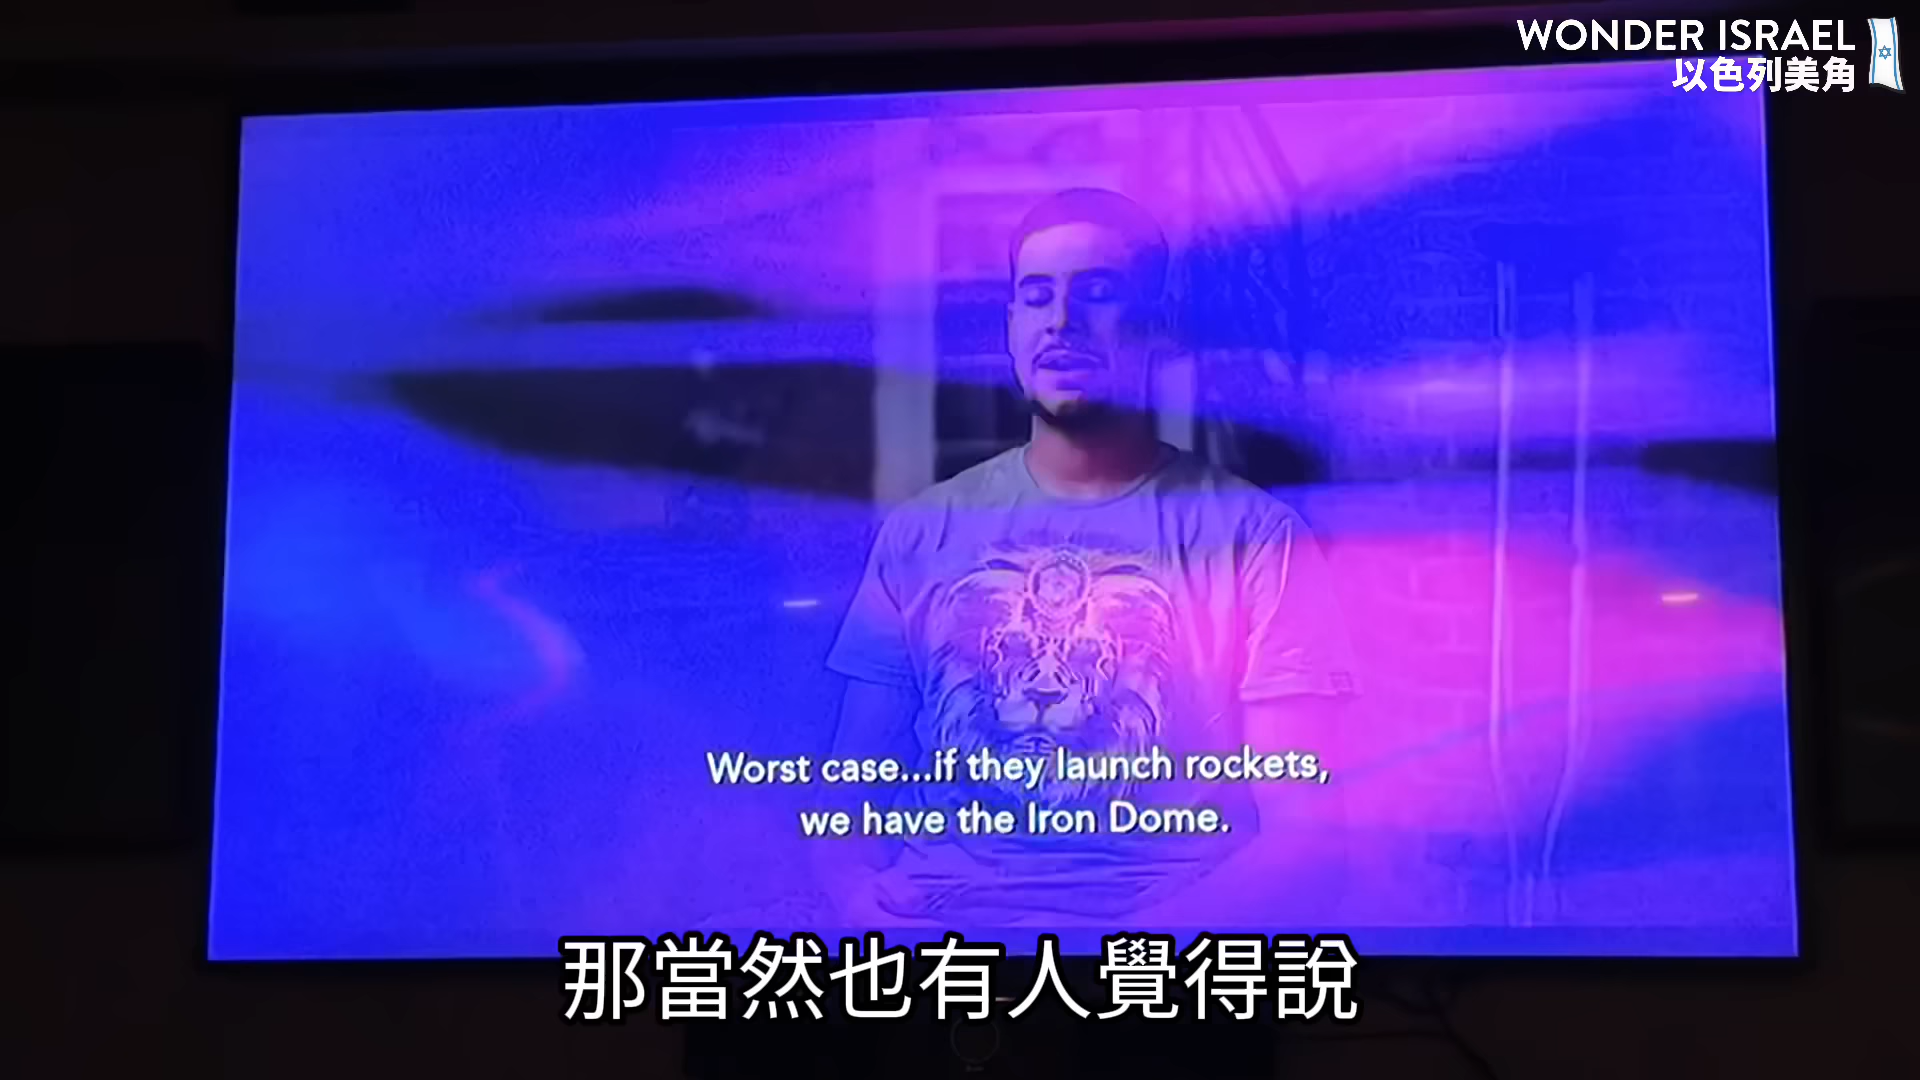 WONDER ISRAEL
以色列美角
Worst case...if they launch rockets,
we have the Iron Dome.
那當然也有人覺得說